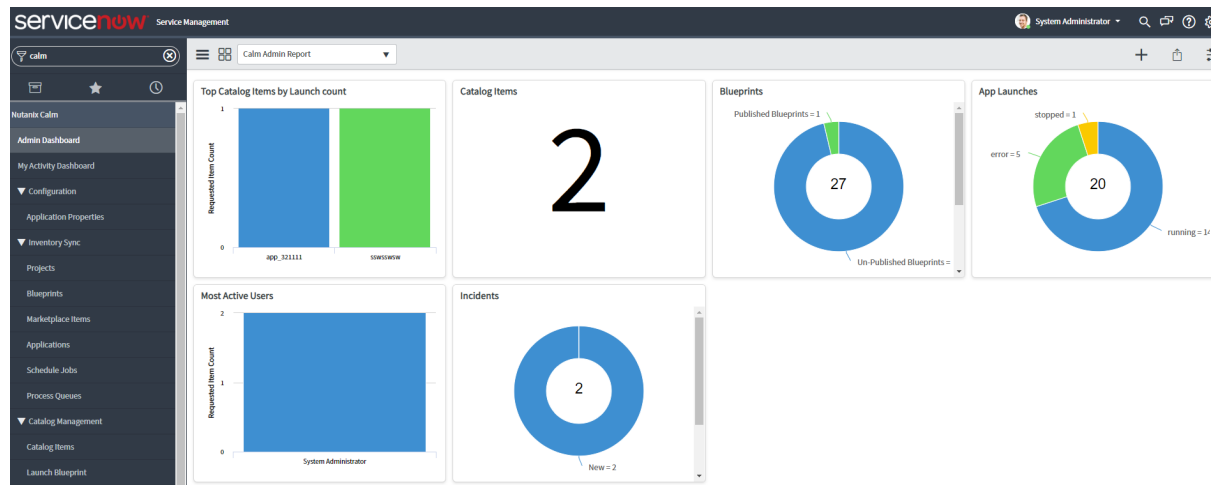 servicenow Service Management
System Administrator
calm
Calm Admin Report
Nutanix Calm
Admin Dashboard
My Activity Dashboard
Configuration
Application Properties
Inventory Sync
Projects
Blueprints
Marketplace Items
Applications
Schedule Jobs
Process Queues
Catalog Management
Catalog Items
Launch Blueprint
Top Catalog Items by Launch count
1
Requested Item Count
0
app_321111 sswsswsw
Catalog Items
2
Blueprints
Published Blueprints = 1
27
Un-Published Blueprints =
App Launches
stopped = 1
error = 5
20
running = 14
Most Active Users
2
Requested Item Count
1
0
System Administrator
Incidents
2
New = 2